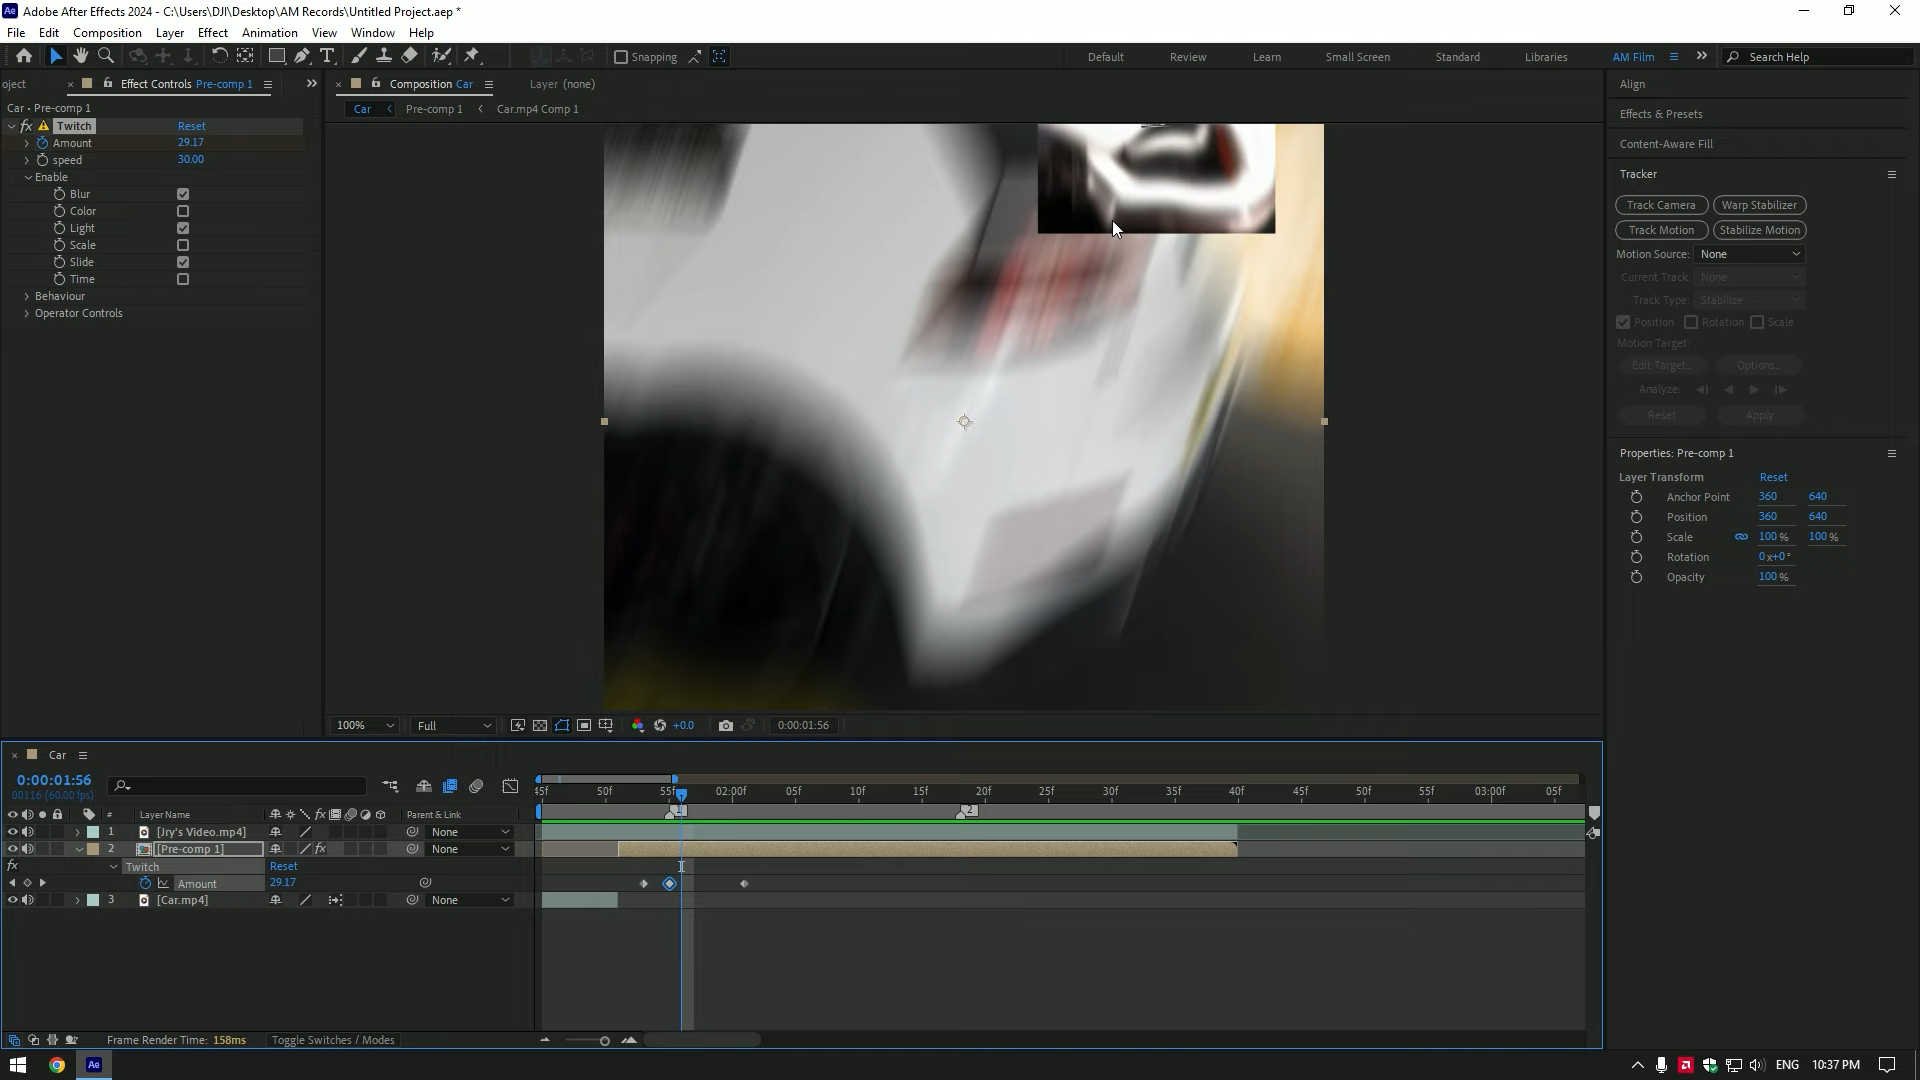 Adobe After Effects 2024 - C:\Users\DJI\Desktop\AM Records\Untitled Project.aep *
File Edit Composition Layer Effect Animation View Window Help
Snapping
Default Review Learn Small Screen Standard Libraries AM Film Search Help
oject Effect Controls Pre-comp 1
Composition Car
Layer (none)
Align
Car • Pre-comp 1
Car Pre-comp 1 Car.mp4 Comp 1
Effects & Presets
fx Twitch Reset
Amount 29.17
Content-Aware Fill
speed 30.00
Enable
Tracker
Blur
Track Camera Warp Stabilizer
Color
Light
Track Motion Stabilize Motion
Scale
Motion Source: None
Slide
Current Track: None
Time
Track Type: Stabilize
Behaviour
Operator Controls
Position Rotation Scale
Motion Target:
Edit Target... Options...
Analyze:
Reset Apply
Properties: Pre-comp 1
Layer Transform Reset
Anchor Point 360 640
Position 360 640
Scale 100 % 100 %
Rotation 0x+0°
Opacity 100 %
100% Full +0.0 0:00:01:56
Car
0:00:01:56
00116 (60.00 fps)
45f 50f 55f 02:00f 05f 10f 15f 20f 25f 30f 35f 40f 45f 50f 55f 03:00f 05f
# Layer Name fx Parent & Link
2
1 [Jry's Video.mp4] None
2 [Pre-comp 1] fx None
fx Twitch Reset
Amount 29.17
3 [Car.mp4] None
Frame Render Time: 158ms Toggle Switches / Modes
Ae ENG 10:37 PM